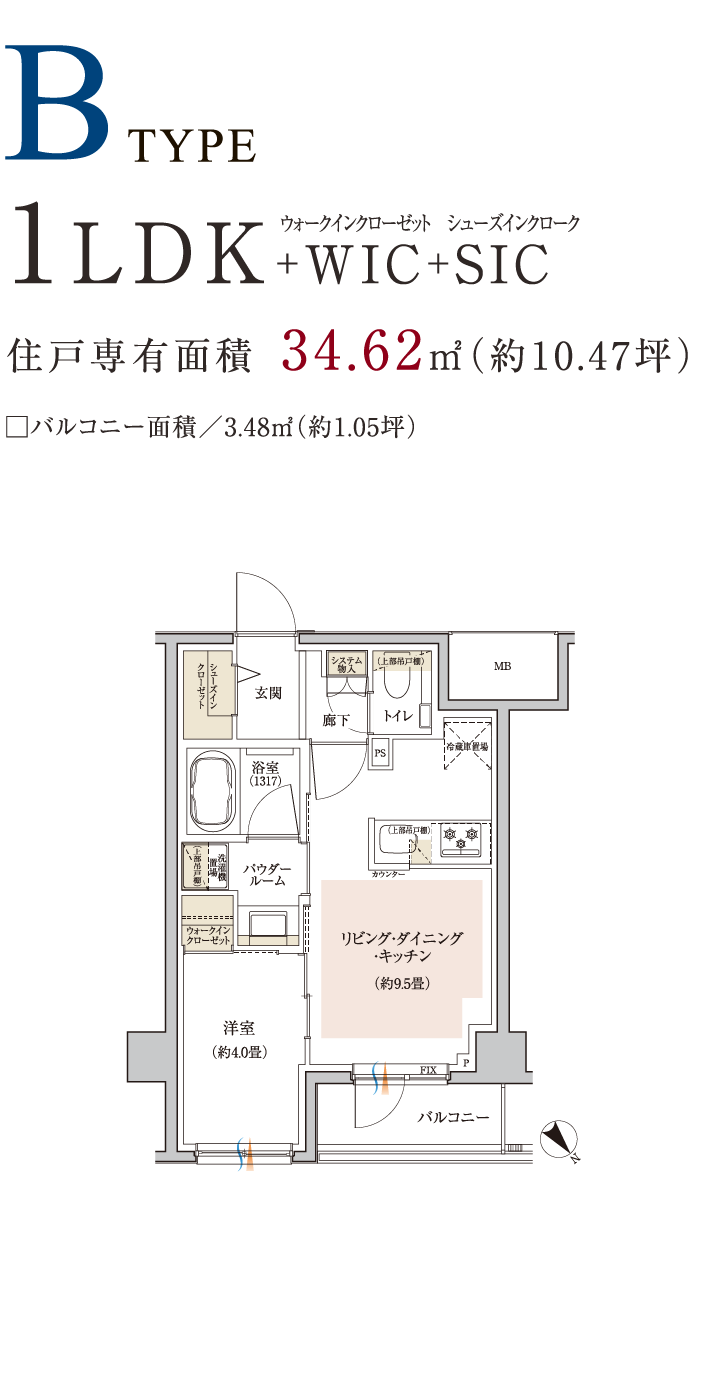 B TYPE
ウォークインクローゼット シューズインクローク
1LDK+WIC+SIC
住戸専有面積 34.62㎡(約10.47坪)
□バルコニー面積／3.48㎡(約1.05坪)
システム
物入
(上部吊戸棚)
MB
シューズイン
クローゼット
玄関
廊下
トイレ
PS
冷蔵庫置場
浴室
(1317)
(上部吊戸棚)
カウンター
洗濯機
置場
(上部吊戸棚)
パウダー
ルーム
ウォークイン
クローゼット
リビング・ダイニング
・キッチン
(約9.5畳)
洋室
(約4.0畳)
P
FIX
バルコニー
N